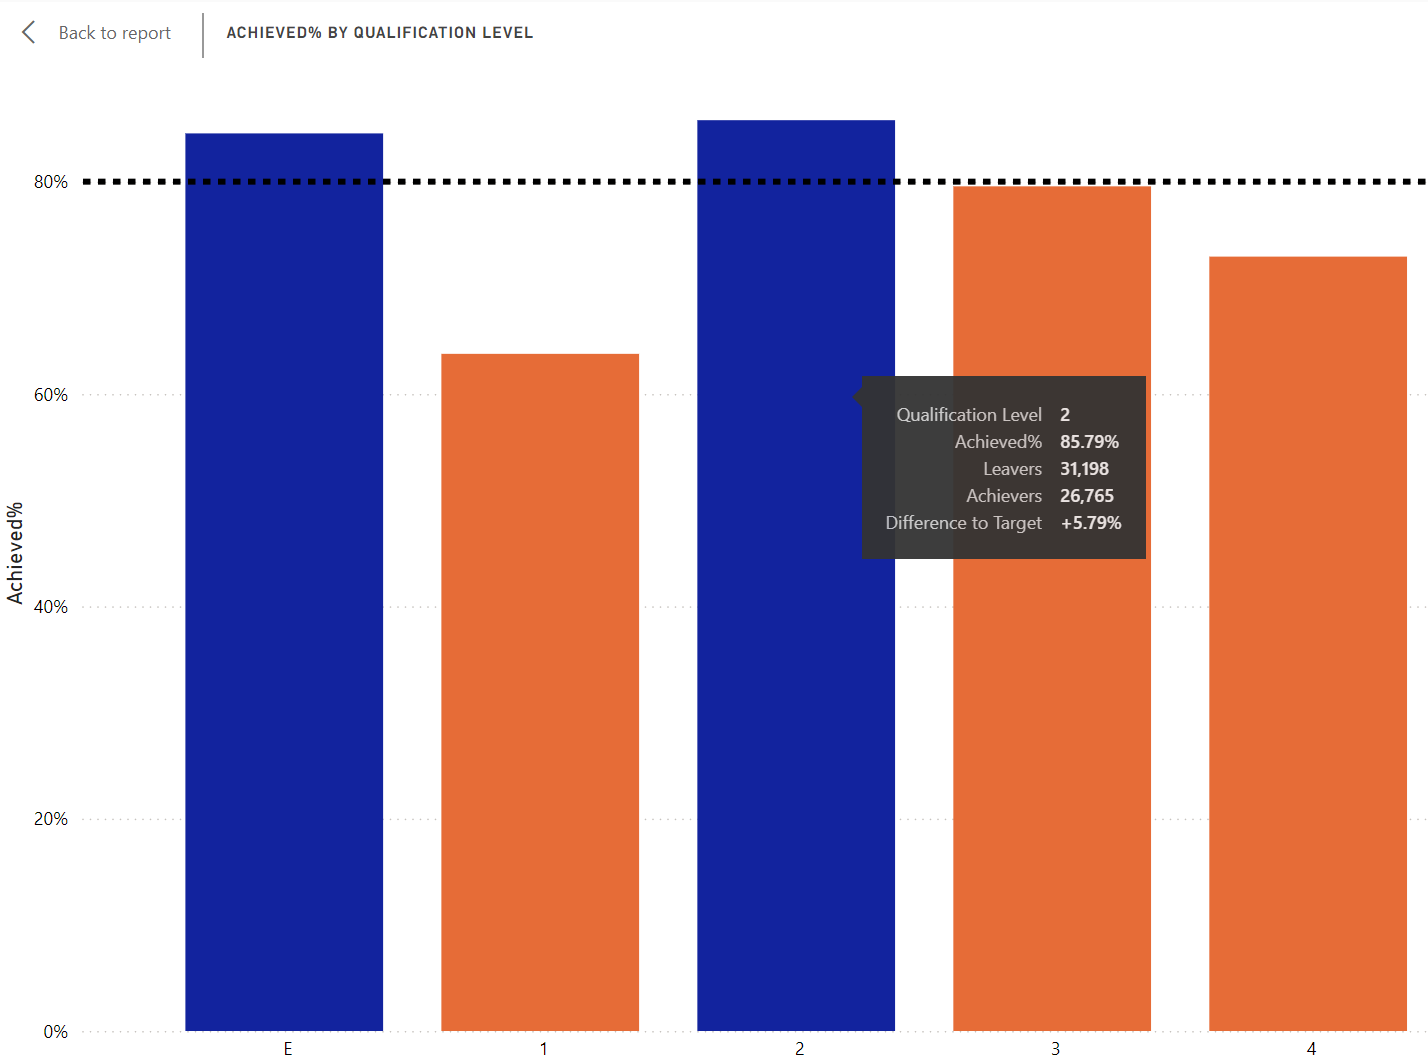 Back to report
ACHIEVED% BY QUALIFICATION LEVEL
80%
60%
40%
20%
0%
Achieved%
Qualification Level 2
Achieved% 85.79%
Leavers 31,198
Achievers 26,765
Difference to Target +5.79%
E 1 2 3 4